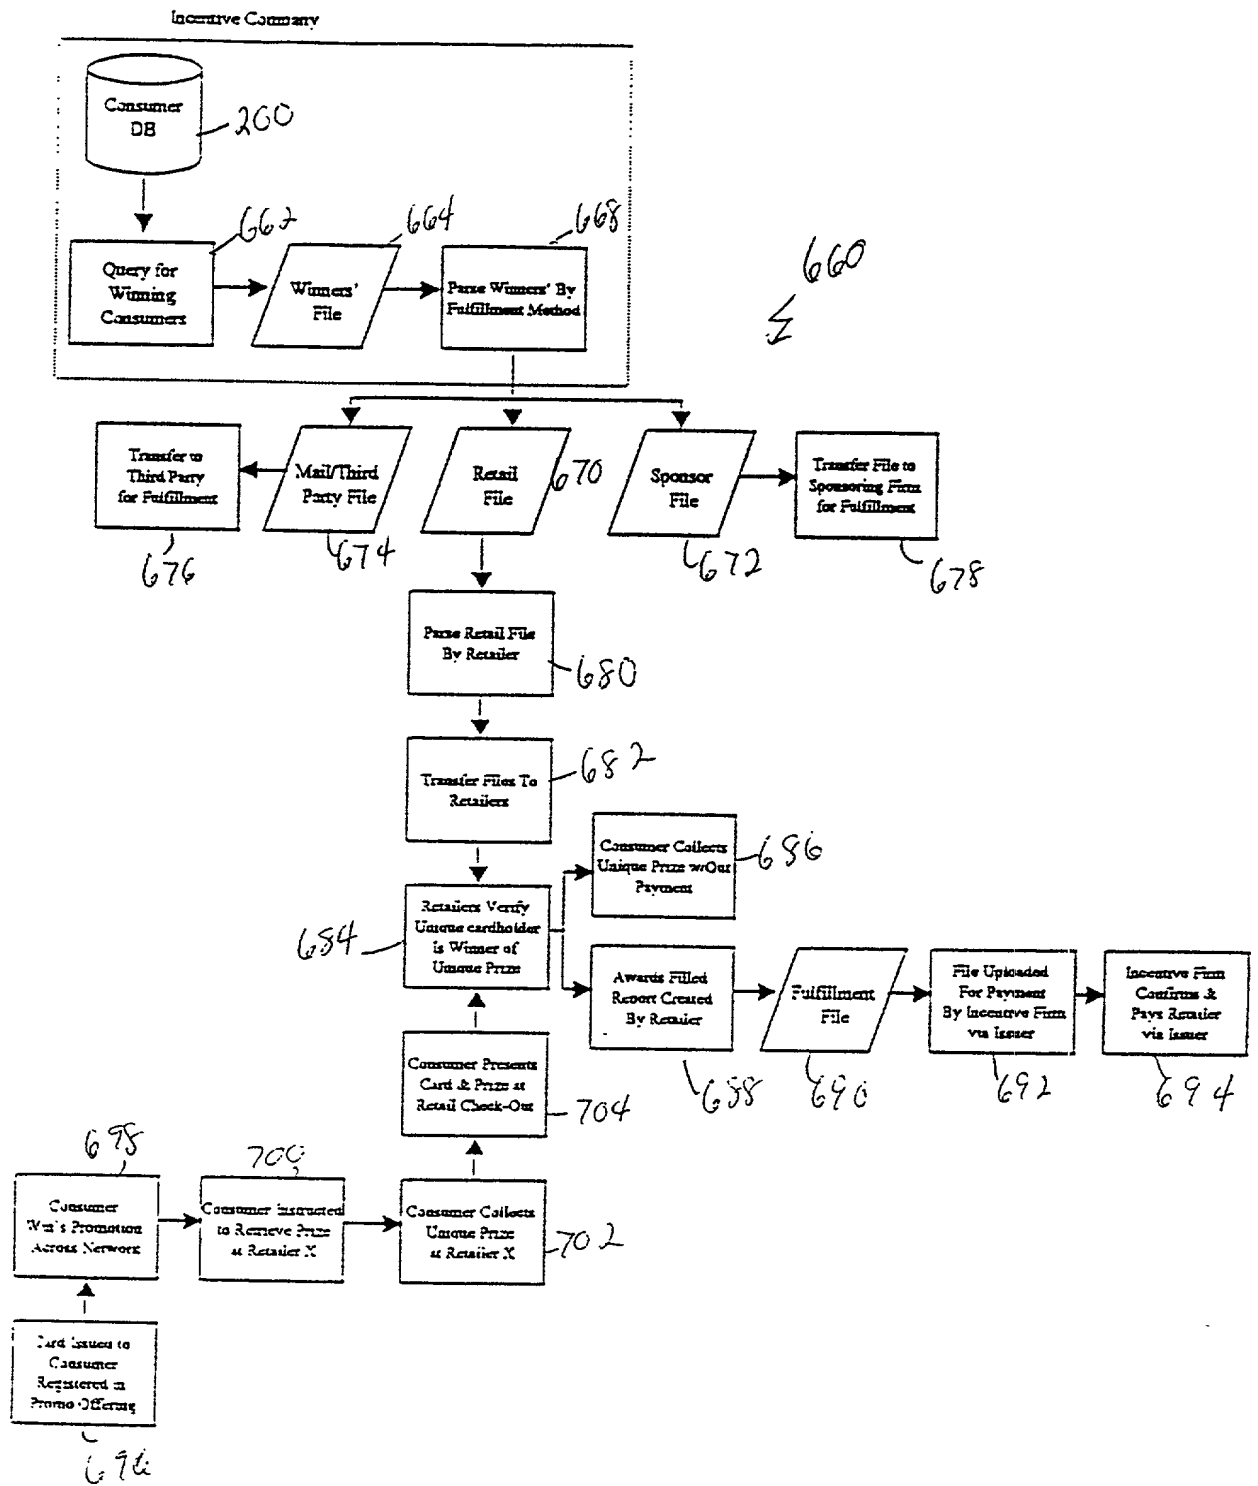 Incentive Company
Consumer
DB
200
662
664
668
660
Query for
Winning
Consumers
Winners'
File
Parse Winners' By
Fulfillment Method
Transfer to
Third Party
for Fulfillment
Mail/Third
Party File
Retail
File
670
Sponsor
File
Transfer File to
Sponsoring Firm
for Fulfillment
676
674
672
678
Parse Retail File
By Retailer
680
Transfer Files To
Retailers
682
Consumer Collects
Unique Prize w/Out
Payment
686
684
Retailers Verify
Unique cardholder
is Winner of
Unique Prize
Awards Filled
Report Created
By Retailer
Fulfillment
File
File Uploaded
For Payment
By Incentive Firm
via Issuer
Incentive Firm
Confirms &
Pays Retailer
via Issuer
688
690
692
694
Consumer Presents
Card & Prize at
Retail Check-Out
704
698
700
Consumer
Win's Promotion
Across Network
Consumer Instructed
to Retrieve Prize
at Retailer X
Consumer Collects
Unique Prize
at Retailer X
702
Card Issued to
Consumer
Registered in
Promo Offering
696